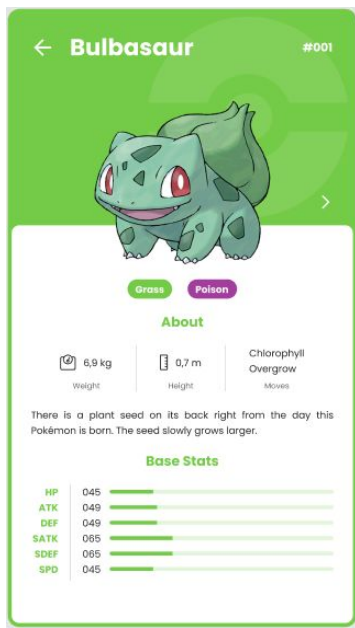 Bulbasaur #001
Grass Poison
About
6,9 kg 0,7 m Chlorophyll
Overgrow
Weight Height Moves
There is a plant seed on its back right from the day this
Pokémon is born. The seed slowly grows larger.
Base Stats
HP 045
ATK 049
DEF 049
SATK 065
SDEF 065
SPD 045